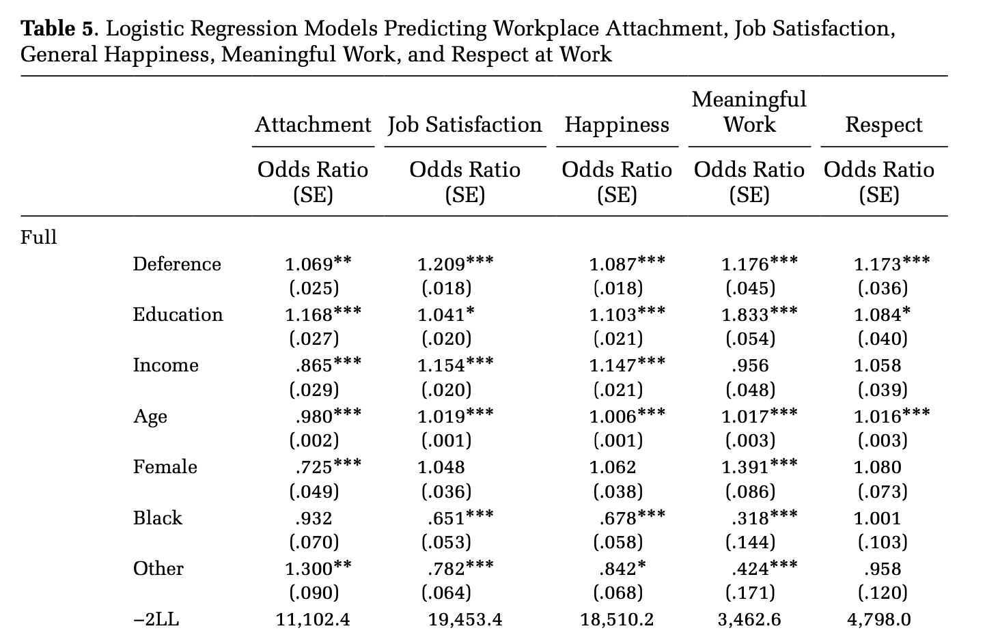 Table 5. Logistic Regression Models Predicting Workplace Attachment, Job Satisfaction,
General Happiness, Meaningful Work, and Respect at Work
Attachment Job Satisfaction Happiness Meaningful Work Respect
Odds Ratio (SE) Odds Ratio (SE) Odds Ratio (SE) Odds Ratio (SE) Odds Ratio (SE)
Full
Deference 1.069** 1.209*** 1.087*** 1.176*** 1.173***
(.025) (.018) (.018) (.045) (.036)
Education 1.168*** 1.041* 1.103*** 1.833*** 1.084*
(.027) (.020) (.021) (.054) (.040)
Income .865*** 1.154*** 1.147*** .956 1.058
(.029) (.020) (.021) (.048) (.039)
Age .980*** 1.019*** 1.006*** 1.017*** 1.016***
(.002) (.001) (.001) (.003) (.003)
Female .725*** 1.048 1.062 1.391*** 1.080
(.049) (.036) (.038) (.086) (.073)
Black .932 .651*** .678*** .318*** 1.001
(.070) (.053) (.058) (.144) (.103)
Other 1.300** .782*** .842* .424*** .958
(.090) (.064) (.068) (.171) (.120)
−2LL 11,102.4 19,453.4 18,510.2 3,462.6 4,798.0